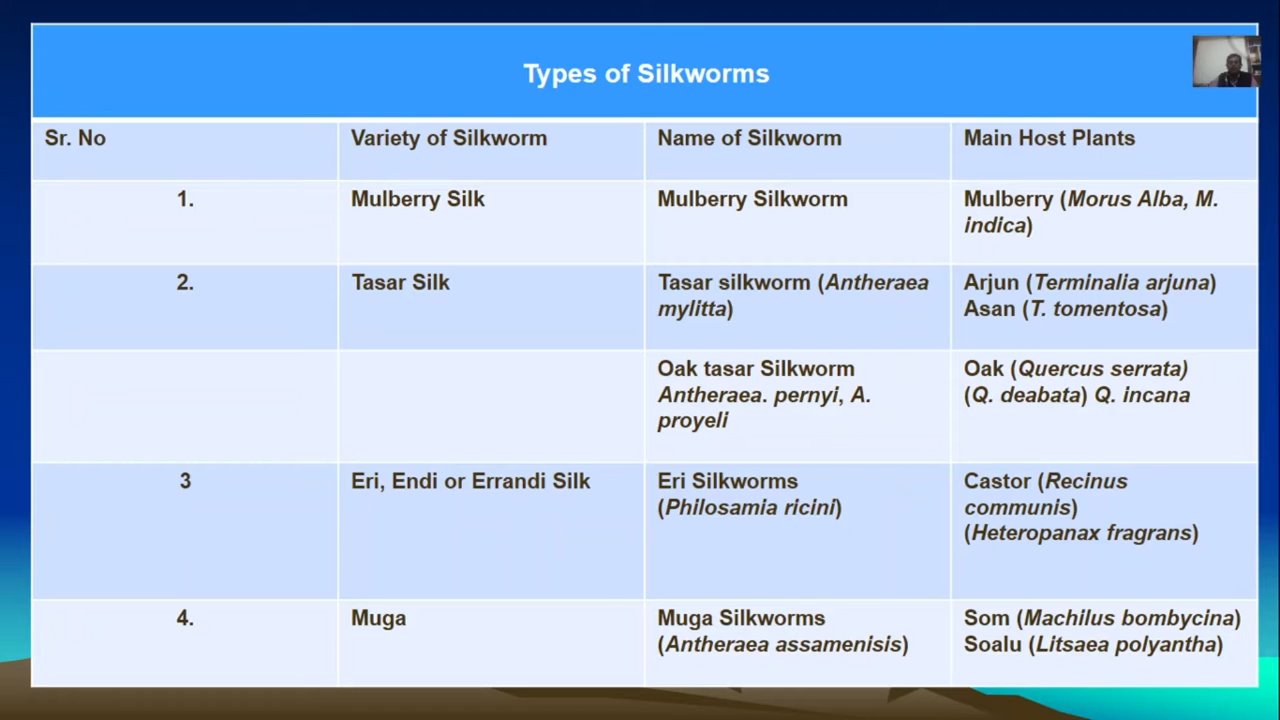 Types of Silkworms
Sr. No Variety of Silkworm Name of Silkworm Main Host Plants
1. Mulberry Silk Mulberry Silkworm Mulberry (Morus Alba, M.
indica)
2. Tasar Silk Tasar silkworm (Antheraea Arjun (Terminalia arjuna)
mylitta) Asan (T. tomentosa)
Oak tasar Silkworm Oak (Quercus serrata)
Antheraea. pernyi, A. (Q. deabata) Q. incana
proyeli
3 Eri, Endi or Errandi Silk Eri Silkworms Castor (Recinus
(Philosamia ricini) communis)
(Heteropanax fragrans)
4. Muga Muga Silkworms Som (Machilus bombycina)
(Antheraea assamenisis) Soalu (Litsaea polyantha)